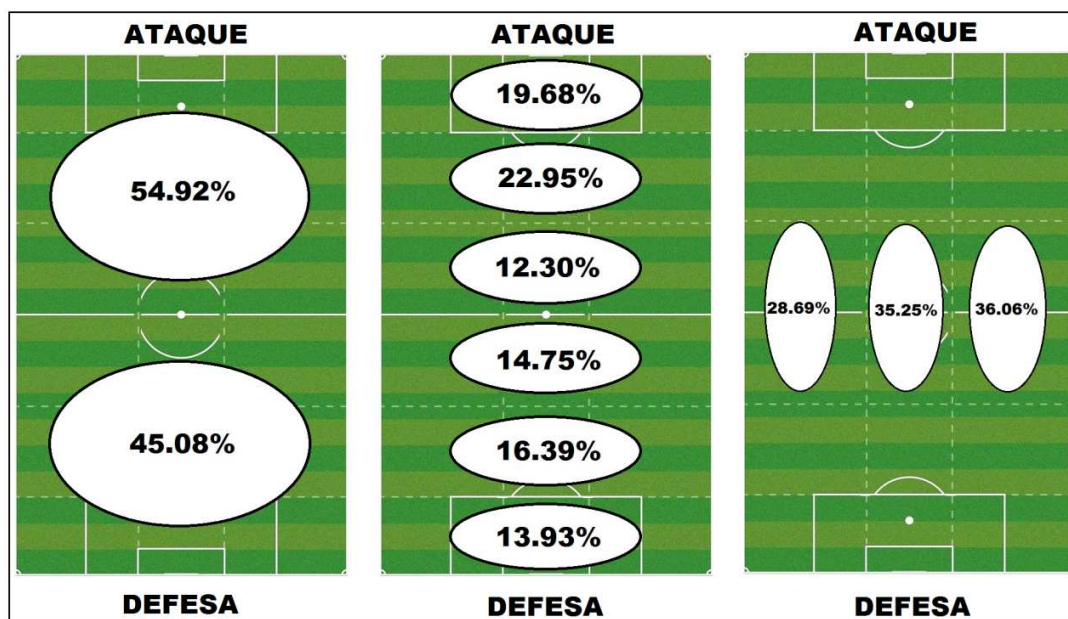 ATAQUE
54.92%
45.08%
DEFESA
ATAQUE
19.68%
22.95%
12.30%
14.75%
16.39%
13.93%
DEFESA
ATAQUE
28.69%
35.25%
36.06%
DEFESA